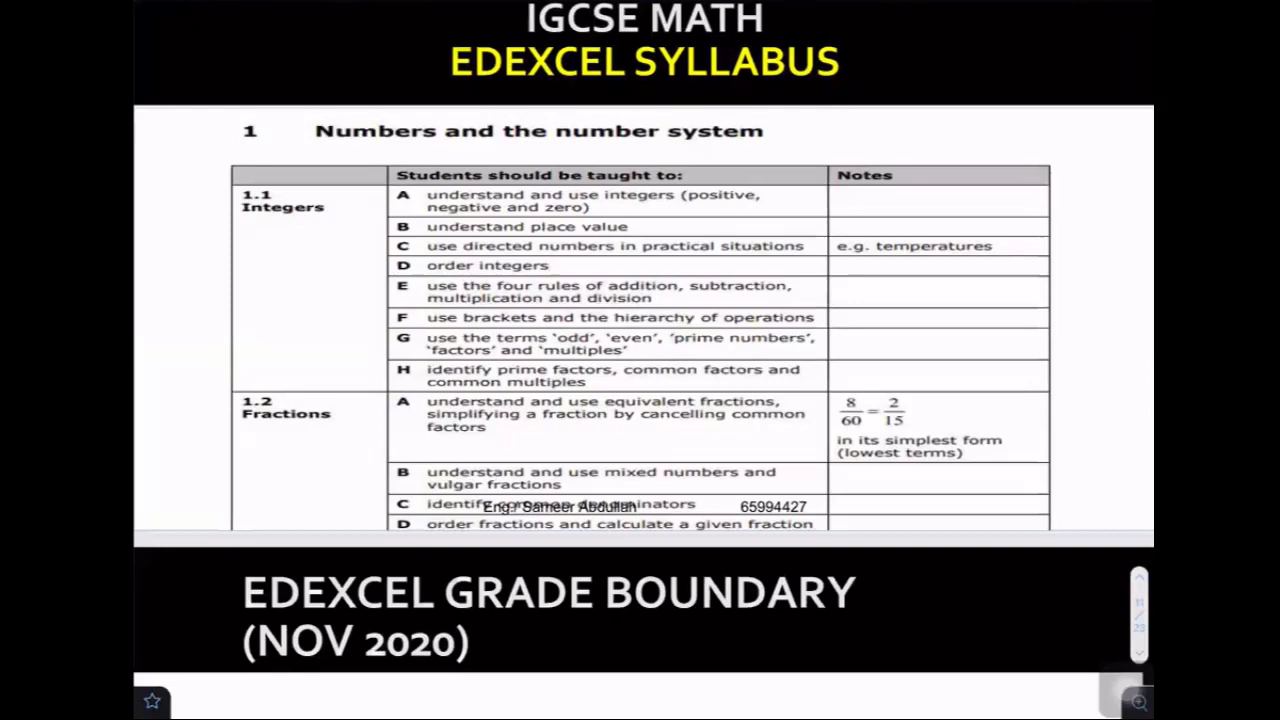 IGCSE MATH
EDEXCEL SYLLABUS
1 Numbers and the number system
Students should be taught to: Notes
1.1
Integers
A understand and use integers (positive,
negative and zero)
B understand place value
C use directed numbers in practical situations e.g. temperatures
D order integers
E use the four rules of addition, subtraction,
multiplication and division
F use brackets and the hierarchy of operations
G use the terms ‘odd’, ‘even’, ‘prime numbers’,
‘factors’ and ‘multiples’
H identify prime factors, common factors and
common multiples
1.2
Fractions
A understand and use equivalent fractions,
simplifying a fraction by cancelling common
factors
8/60 = 2/15
in its simplest form
(lowest terms)
B understand and use mixed numbers and
vulgar fractions
C identify common denominators
Eng / Sameer Abdullah 65994427
D order fractions and calculate a given fraction
EDEXCEL GRADE BOUNDARY
(NOV 2020)